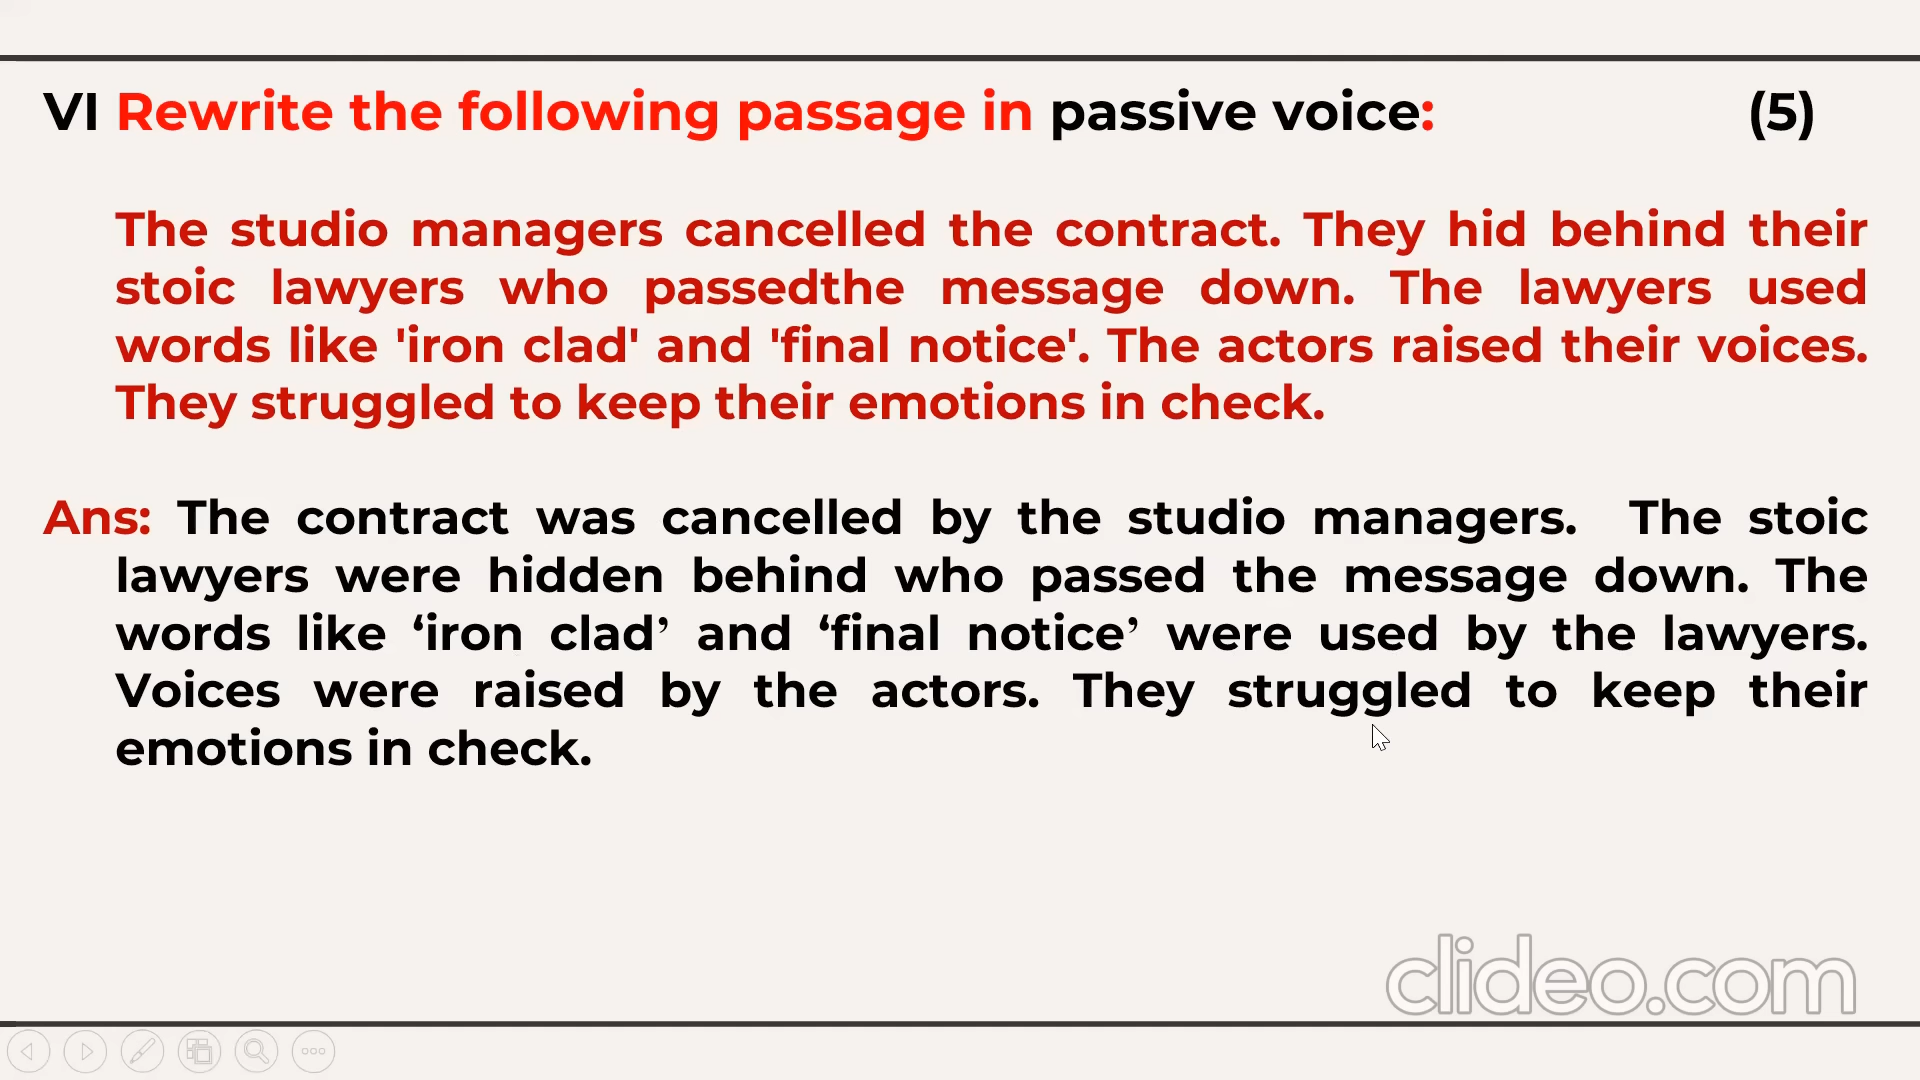 VI Rewrite the following passage in passive voice: (5)
The studio managers cancelled the contract. They hid behind their
stoic lawyers who passedthe message down. The lawyers used
words like 'iron clad' and 'final notice'. The actors raised their voices.
They struggled to keep their emotions in check.
Ans: The contract was cancelled by the studio managers. The stoic
lawyers were hidden behind who passed the message down. The
words like ‘iron clad’ and ‘final notice’ were used by the lawyers.
Voices were raised by the actors. They struggled to keep their
emotions in check.
clideo.com